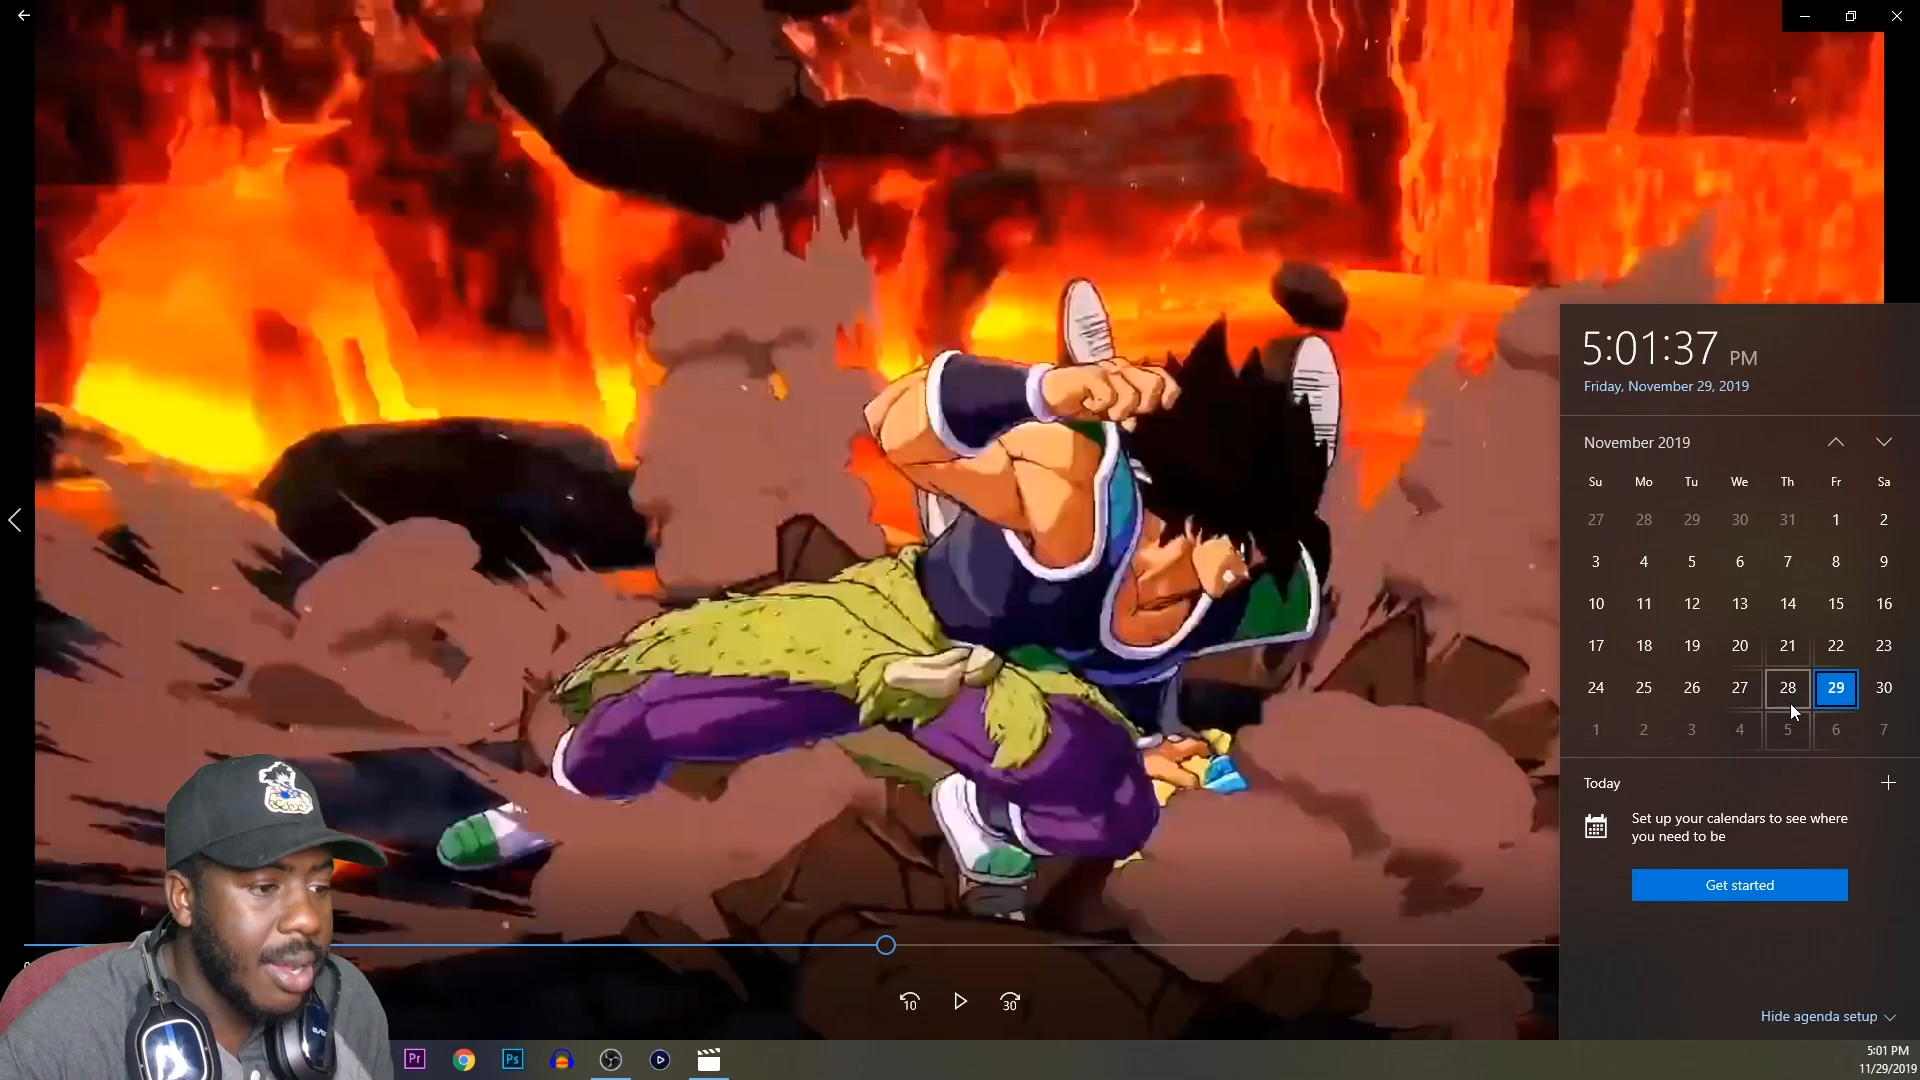 5:01:37 PM
Friday, November 29, 2019
November 2019
Su Mo Tu We Th Fr Sa
27 28 29 30 31 1 2
3 4 5 6 7 8 9
10 11 12 13 14 15 16
17 18 19 20 21 22 23
24 25 26 27 28 29 30
1 2 3 4 5 6 7
Today
Set up your calendars to see where
you need to be
Get started
Hide agenda setup
10 30
Pr Ps
5:01 PM
11/29/2019